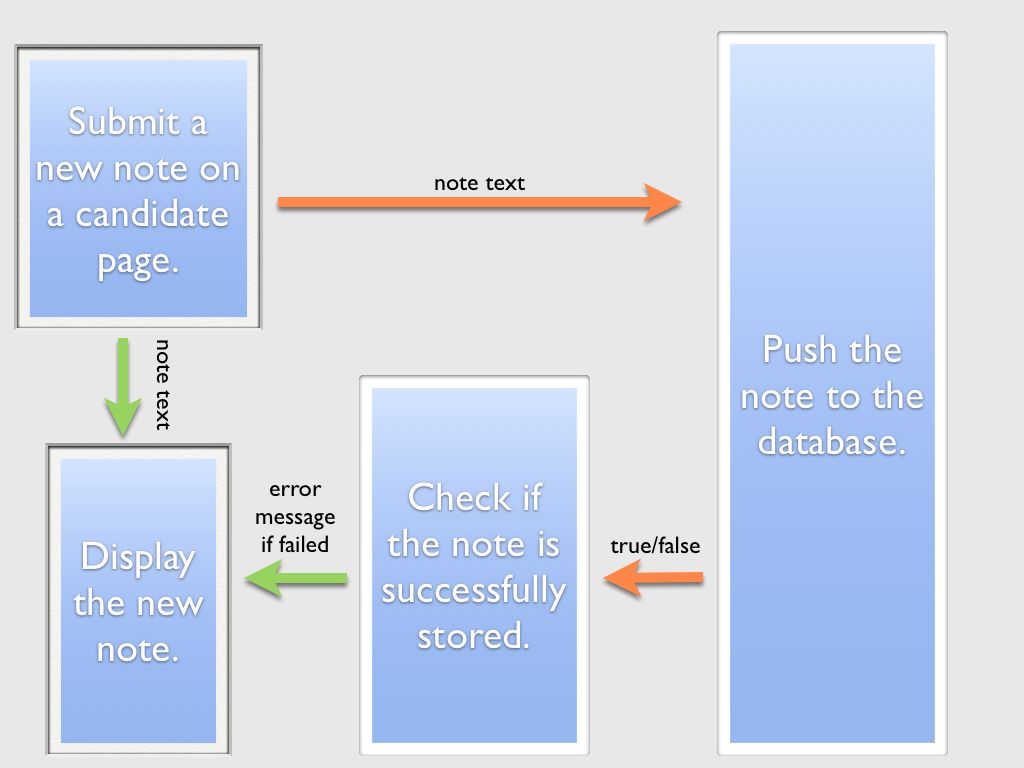 Submit a
new note on
a candidate
page.
note text
Push the
note to the
database.
note text
Display
the new
note.
error
message
if failed
Check if
the note is
successfully
stored.
true/false